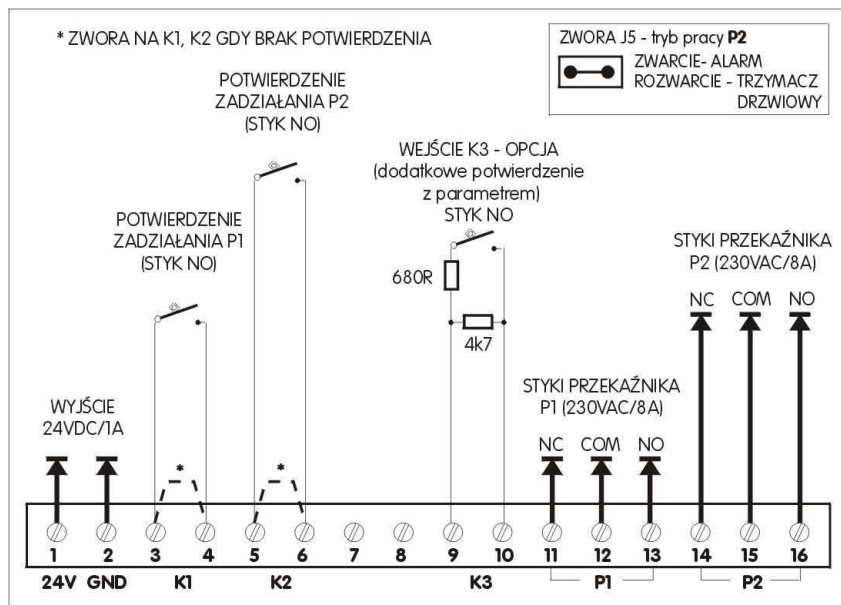 * ZWORA NA K1, K2 GDY BRAK POTWIERDZENIA
ZWORA J5 - tryb pracy P2
ZWARCIE- ALARM
ROZWARCIE - TRZYMACZ
DRZWIOWY
POTWIERDZENIE
ZADZIAŁANIA P2
(STYK NO)
WEJŚCIE K3 - OPCJA
(dodatkowe potwierdzenie
z parametrem)
STYK NO
POTWIERDZENIE
ZADZIAŁANIA P1
(STYK NO)
680R
4k7
STYKI PRZEKAŹNIKA
P2 (230VAC/8A)
NC COM NO
STYKI PRZEKAŹNIKA
P1 (230VAC/8A)
NC COM NO
WYJŚCIE
24VDC/1A
* *
1 2 3 4 5 6 7 8 9 10 11 12 13 14 15 16
24V GND K1 K2 K3 P1 P2